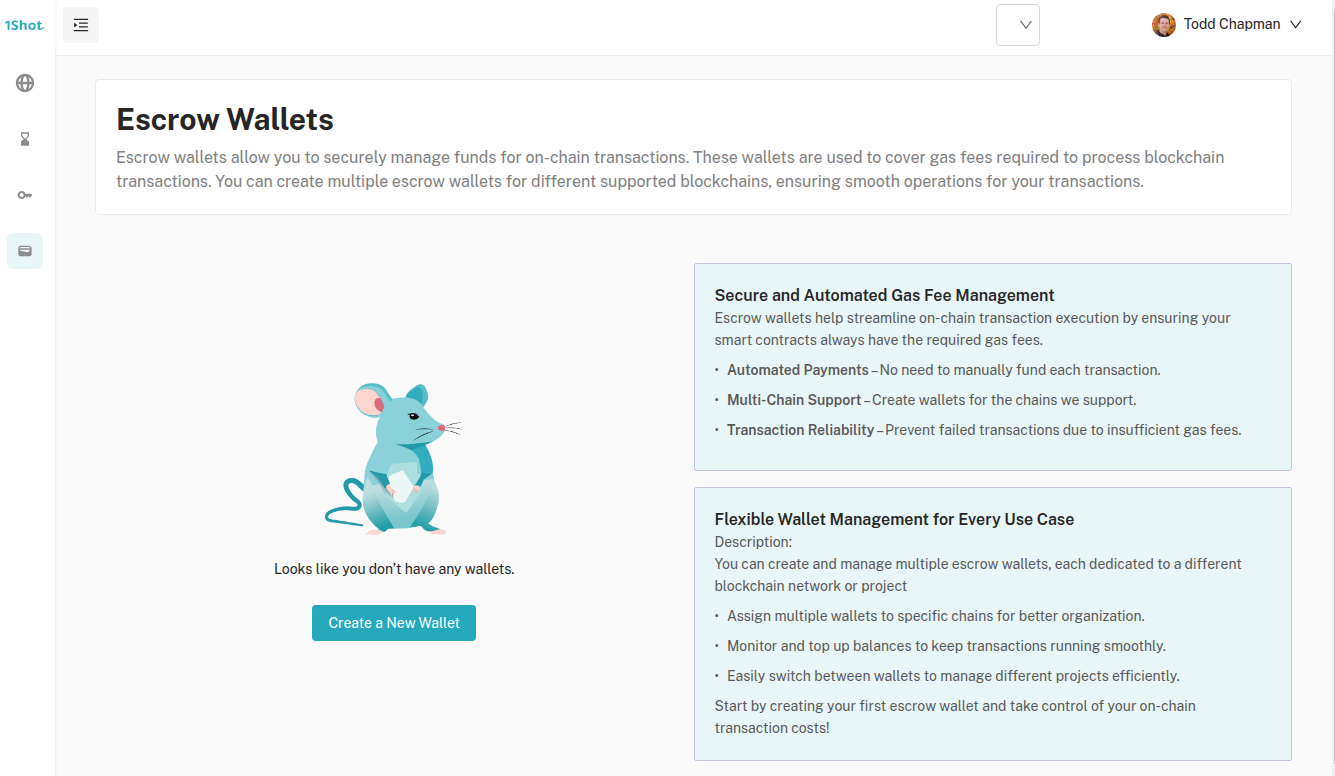 1Shot
Todd Chapman
Escrow Wallets
Escrow wallets allow you to securely manage funds for on-chain transactions. These wallets are used to cover gas fees required to process blockchain
transactions. You can create multiple escrow wallets for different supported blockchains, ensuring smooth operations for your transactions.
Looks like you don’t have any wallets.
Create a New Wallet
Secure and Automated Gas Fee Management
Escrow wallets help streamline on-chain transaction execution by ensuring your
smart contracts always have the required gas fees.
• Automated Payments – No need to manually fund each transaction.
• Multi-Chain Support – Create wallets for the chains we support.
• Transaction Reliability – Prevent failed transactions due to insufficient gas fees.
Flexible Wallet Management for Every Use Case
Description:
You can create and manage multiple escrow wallets, each dedicated to a different
blockchain network or project
• Assign multiple wallets to specific chains for better organization.
• Monitor and top up balances to keep transactions running smoothly.
• Easily switch between wallets to manage different projects efficiently.
Start by creating your first escrow wallet and take control of your on-chain
transaction costs!